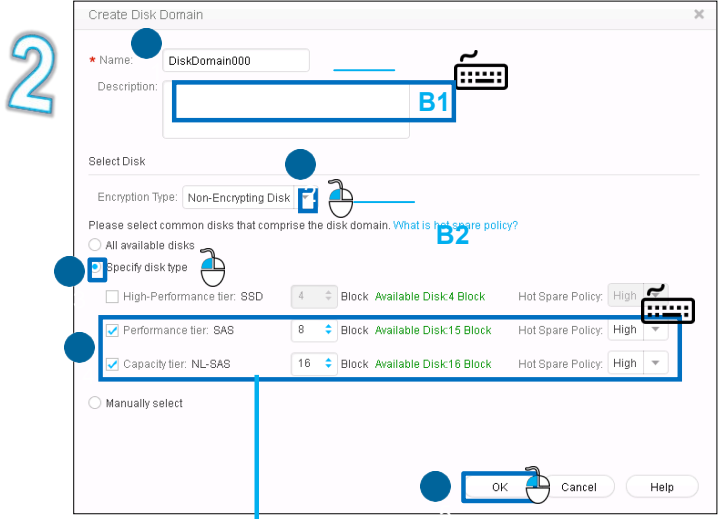 Create Disk Domain
2
* Name: DiskDomain000
Description:
B1
Select Disk
Encryption Type: Non-Encrypting Disk
Please select common disks that comprise the disk domain. What is hot spare policy?
B2
All available disks
Specify disk type
High-Performance tier: SSD 4 Block Available Disk:4 Block Hot Spare Policy: High
Performance tier: SAS 8 Block Available Disk:15 Block Hot Spare Policy: High
Capacity tier: NL-SAS 16 Block Available Disk:16 Block Hot Spare Policy: High
Manually select
OK Cancel Help